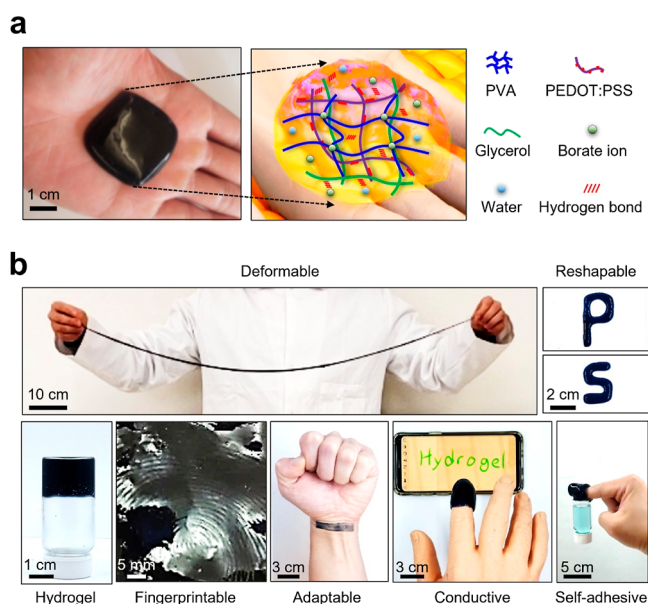 a
1 cm
PVA
PEDOT:PSS
Glycerol
Borate ion
Water
Hydrogen bond
b
Deformable
Reshapable
10 cm
P
S
2 cm
1 cm
5 mm
3 cm
Hydrogel
3 cm
5 cm
Hydrogel
Fingerprintable
Adaptable
Conductive
Self-adhesive